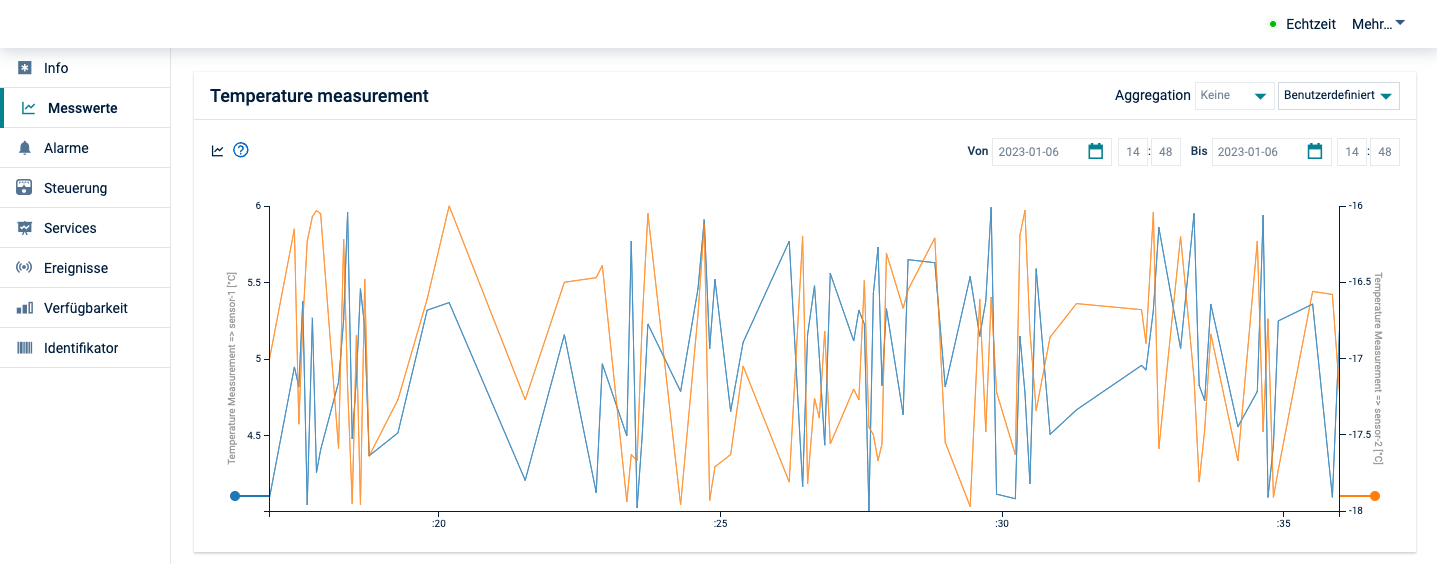 Echtzeit Mehr...
Info
Messwerte
Alarme
Steuerung
Services
Ereignisse
Verfügbarkeit
Identifikator
Temperature measurement
Aggregation Keine Benutzerdefiniert
Von 2023-01-06 14 : 48 Bis 2023-01-06 14 : 48
Temperature Measurement => sensor-1 [°C]
6
5.5
5
4.5
-16
-16.5
-17
-17.5
-18
Temperature Measurement => sensor-2 [°C]
:20 :25 :30 :35